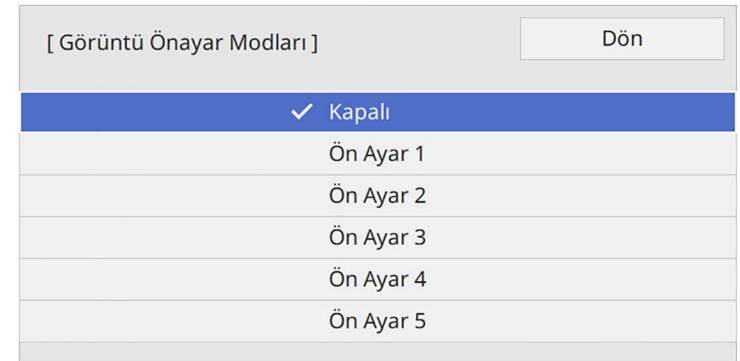 [ Görüntü Önayar Modları ]
Dön
Kapalı
Ön Ayar 1
Ön Ayar 2
Ön Ayar 3
Ön Ayar 4
Ön Ayar 5